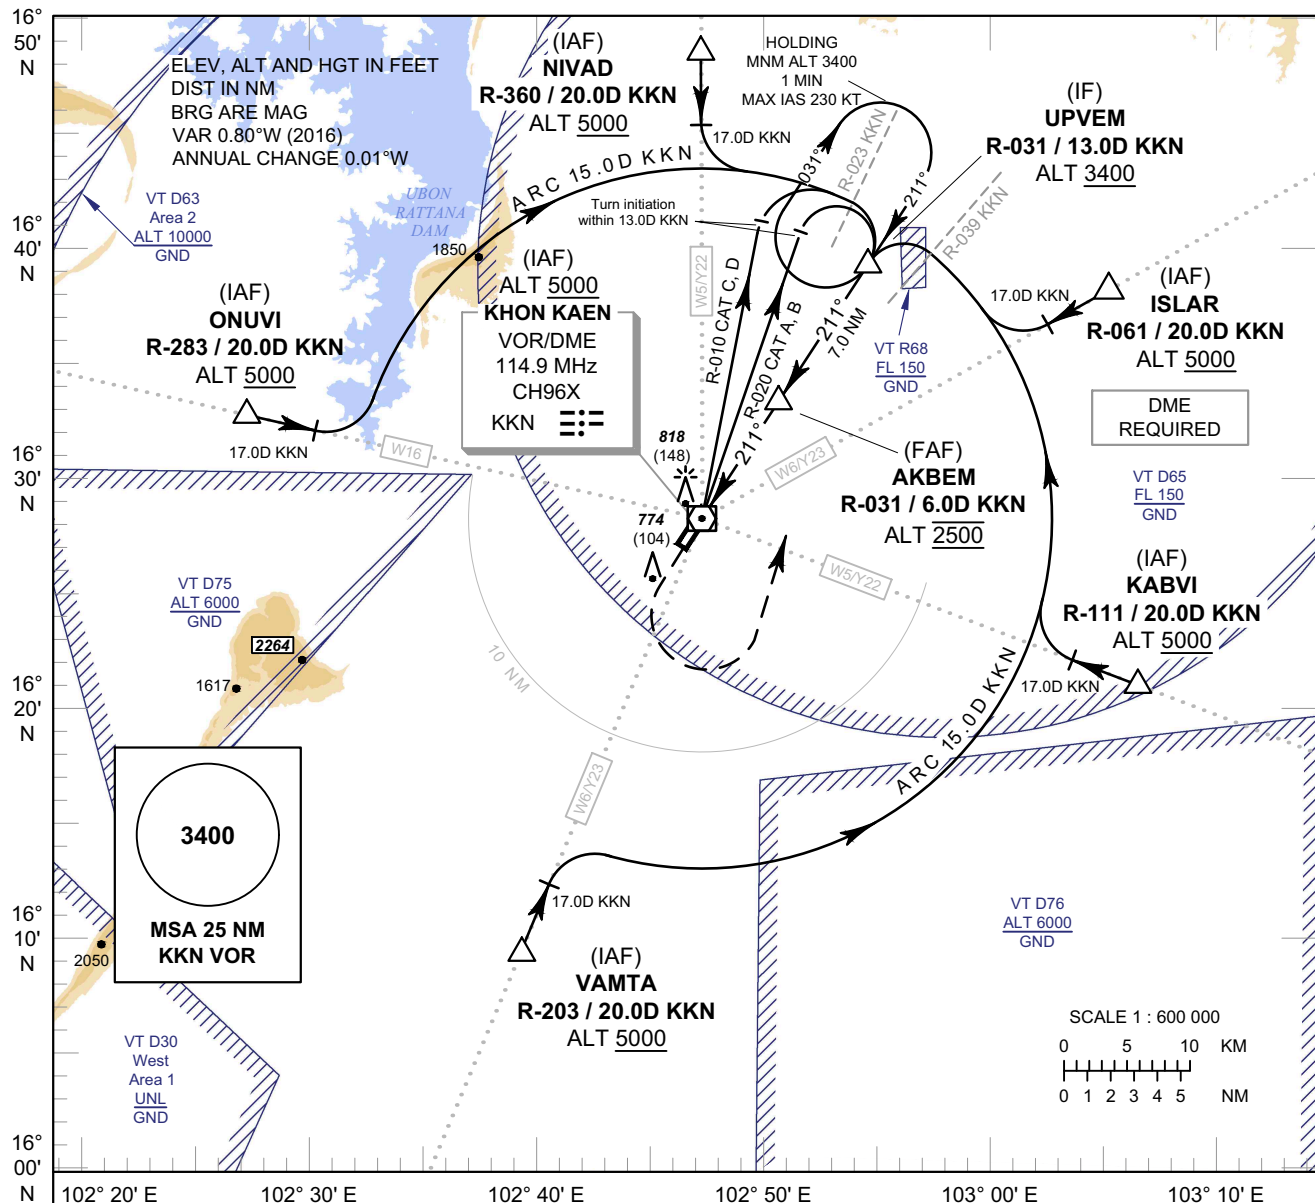 16°
50'
N
ELEV, ALT AND HGT IN FEET
DIST IN NM
BRG ARE MAG
VAR 0.80°W (2016)
ANNUAL CHANGE 0.01°W
(IAF)
NIVAD
R-360 / 20.0D KKN
ALT 5000
17.0D KKN
HOLDING
MNM ALT 3400
1 MIN
MAX IAS 230 KT
(IF)
UPVEM
R-031 / 13.0D KKN
ALT 3400
R-023 KKN
031°
211°
R-039 KKN
ARC 15.0D KKN
Turn initiation
within 13.0D KKN
VT D63
Area 2
ALT 10000
GND
UBON
RATTANA
DAM
1850
16°
40'
N
(IAF)
ALT 5000
KHON KAEN
VOR/DME
114.9 MHz
CH96X
KKN
W5/Y22
R-010 CAT C, D
R-020 CAT A, B
211°
7.0 NM
211°
VT R68
FL 150
GND
17.0D KKN
(IAF)
ISLAR
R-061 / 20.0D KKN
ALT 5000
(IAF)
ONUVI
R-283 / 20.0D KKN
ALT 5000
17.0D KKN
W16
DME
REQUIRED
16°
30'
N
818
(148)
774
(104)
W6/Y23
(FAF)
AKBEM
R-031 / 6.0D KKN
ALT 2500
VT D65
FL 150
GND
W5/Y22
(IAF)
KABVI
R-111 / 20.0D KKN
ALT 5000
17.0D KKN
VT D75
ALT 6000
GND
2264
1617
10 NM
16°
20'
N
ARC 15.0D KKN
W6/Y23
3400
MSA 25 NM
KKN VOR
17.0D KKN
(IAF)
VAMTA
R-203 / 20.0D KKN
ALT 5000
VT D76
ALT 6000
GND
16°
10'
N
2050
VT D30
West
Area 1
UNL
GND
SCALE 1 : 600 000
0 5 10 KM
0 1 2 3 4 5 NM
16°
00'
N
102° 20' E
102° 30' E
102° 40' E
102° 50' E
103° 00' E
103° 10' E